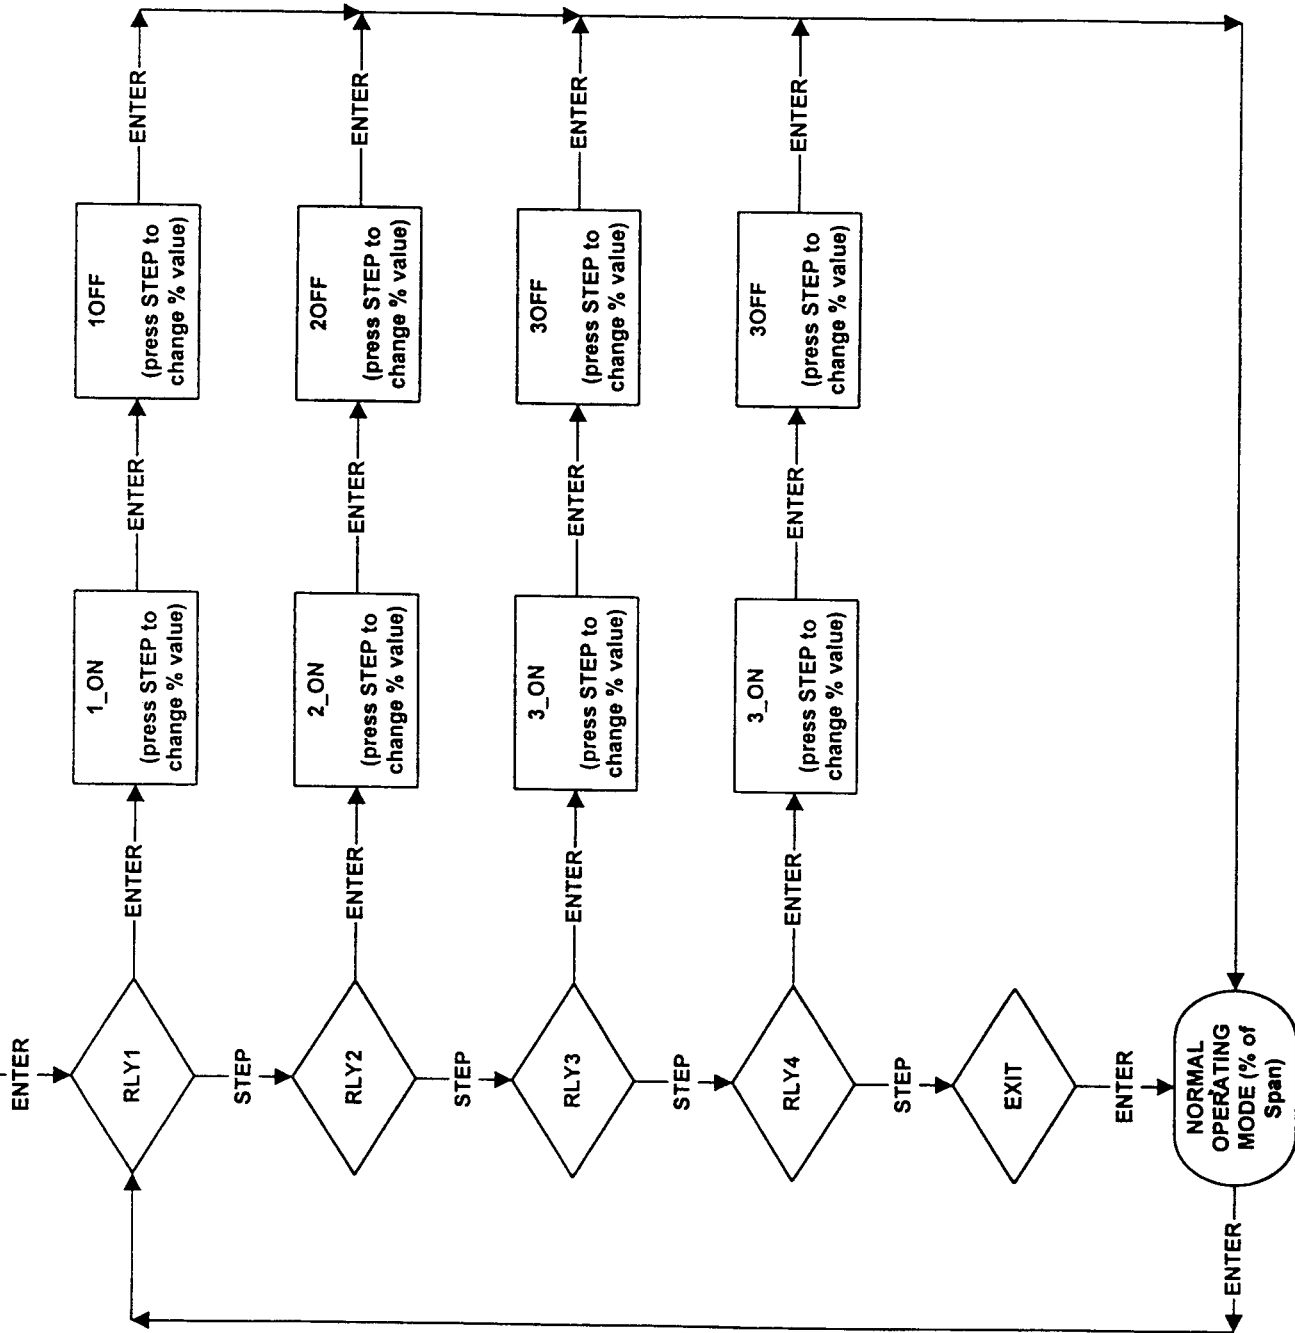 ENTER
RLY1
ENTER
1_ON
(press STEP to
change % value)
ENTER
1OFF
(press STEP to
change % value)
ENTER
STEP
RLY2
ENTER
2_ON
(press STEP to
change % value)
ENTER
2OFF
(press STEP to
change % value)
ENTER
STEP
RLY3
ENTER
3_ON
(press STEP to
change % value)
ENTER
3OFF
(press STEP to
change % value)
ENTER
STEP
RLY4
ENTER
3_ON
(press STEP to
change % value)
ENTER
3OFF
(press STEP to
change % value)
ENTER
STEP
EXIT
ENTER
NORMAL
OPERATING
MODE (% of
Span)
ENTER